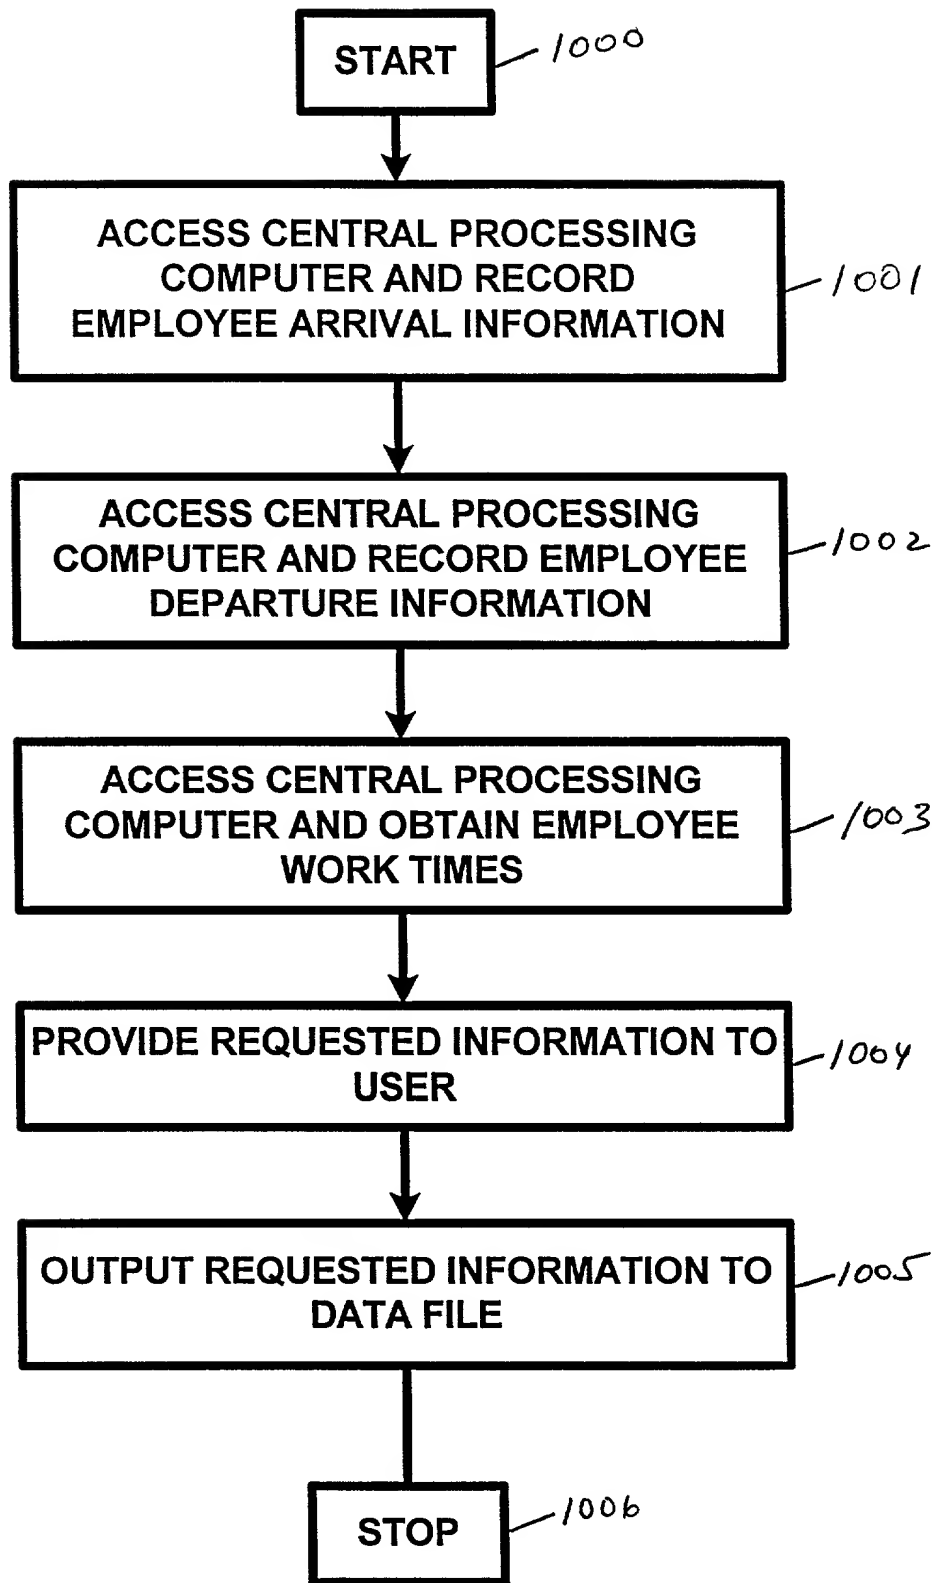 START
1000
ACCESS CENTRAL PROCESSING
COMPUTER AND RECORD
EMPLOYEE ARRIVAL INFORMATION
1001
ACCESS CENTRAL PROCESSING
COMPUTER AND RECORD EMPLOYEE
DEPARTURE INFORMATION
1002
ACCESS CENTRAL PROCESSING
COMPUTER AND OBTAIN EMPLOYEE
WORK TIMES
1003
PROVIDE REQUESTED INFORMATION TO
USER
1004
OUTPUT REQUESTED INFORMATION TO
DATA FILE
1005
STOP
1006